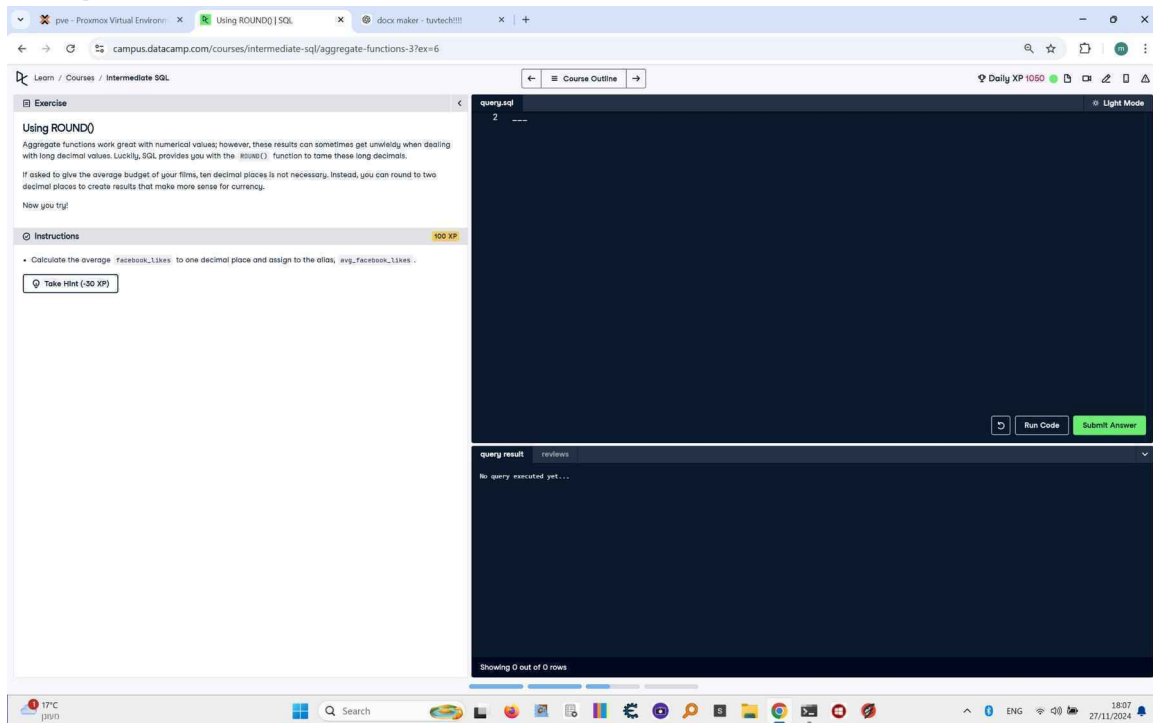 pve - Proxmox Virtual Environm
Using ROUND() | SQL
docx maker - tuvtech!!!!
campus.datacamp.com/courses/intermediate-sql/aggregate-functions-3?ex=6
m
Learn / Courses / Intermediate SQL
Course Outline
Daily XP 1050
Exercise
query.sql
Light Mode
2 ___
Using ROUND()
Aggregate functions work great with numerical values; however, these results can sometimes get unwieldy when dealing
with long decimal values. Luckily, SQL provides you with the ROUND() function to tame these long decimals.
If asked to give the average budget of your films, ten decimal places is not necessary. Instead, you can round to two
decimal places to create results that make more sense for currency.
Now you try!
Instructions
100 XP
• Calculate the average facebook_likes to one decimal place and assign to the alias, avg_facebook_likes .
Take Hint (-30 XP)
Run Code
Submit Answer
query result
reviews
No query executed yet...
Showing 0 out of 0 rows
1
17°C
מעונן
Search
S
ENG
18:07
27/11/2024